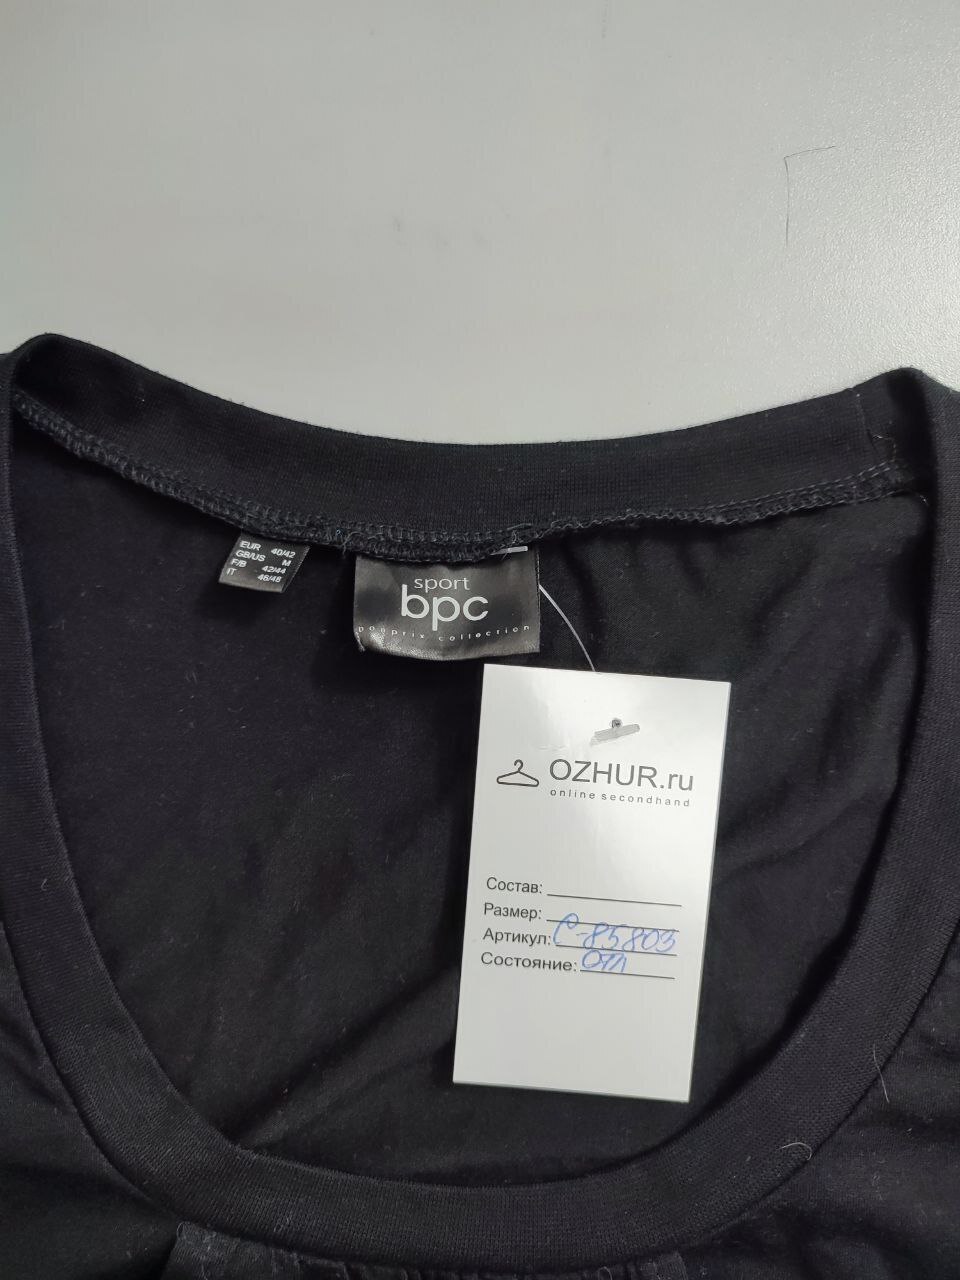 EUR 40/42
GB/US M
F/B 42/44
IT 46/48
sport
bpc
bonprix collection
OZHUR.ru
online secondhand
Состав:
Размер:
Артикул: С-85803
Состояние: ОТЛ